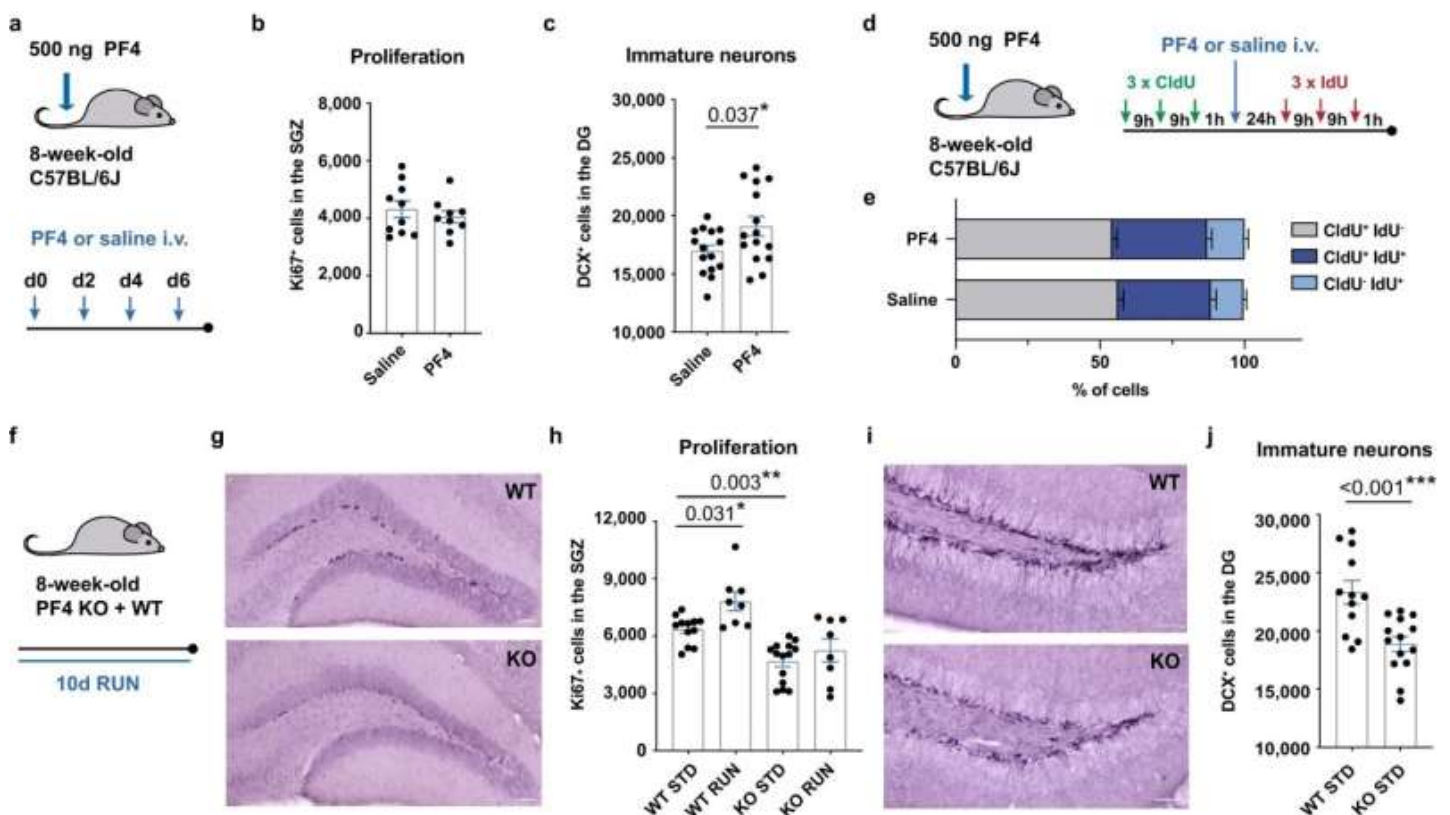 a
500 ng PF4
8-week-old
C57BL/6J
PF4 or saline i.v.
d0 d2 d4 d6
b
Proliferation
Ki67⁺ cells in the SGZ
8,000
6,000
4,000
2,000
0
Saline
PF4
c
Immature neurons
DCX⁺ cells in the DG
30,000
25,000
20,000
15,000
10,000
0.037*
Saline
PF4
d
500 ng PF4
8-week-old
C57BL/6J
PF4 or saline i.v.
3 x CldU 3 x IdU
9h 9h 1h 24h 9h 9h 1h
e
PF4
Saline
0 50 100
% of cells
CldU⁺ IdU⁻
CldU⁺ IdU⁺
CldU⁻ IdU⁺
f
8-week-old
PF4 KO + WT
10d RUN
g
WT
KO
h
Proliferation
0.003**
0.031*
Ki67₊ cells in the SGZ
12,000
9,000
6,000
3,000
0
WT STD
WT RUN
KO STD
KO RUN
i
WT
KO
j
Immature neurons
<0.001***
DCX⁺ cells in the DG
30,000
25,000
20,000
15,000
10,000
WT STD
KO STD